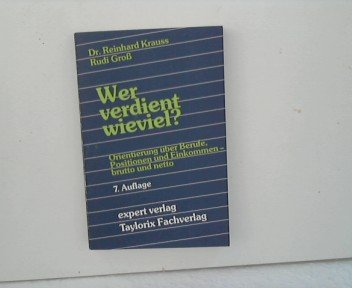 Dr. Reinhard Krauss
Rudi Groß
Wer
verdient
wieviel?
Orientierung über Berufe,
Positionen und Einkommen –
brutto und netto
7. Auflage
expert verlag
Taylorix Fachverlag